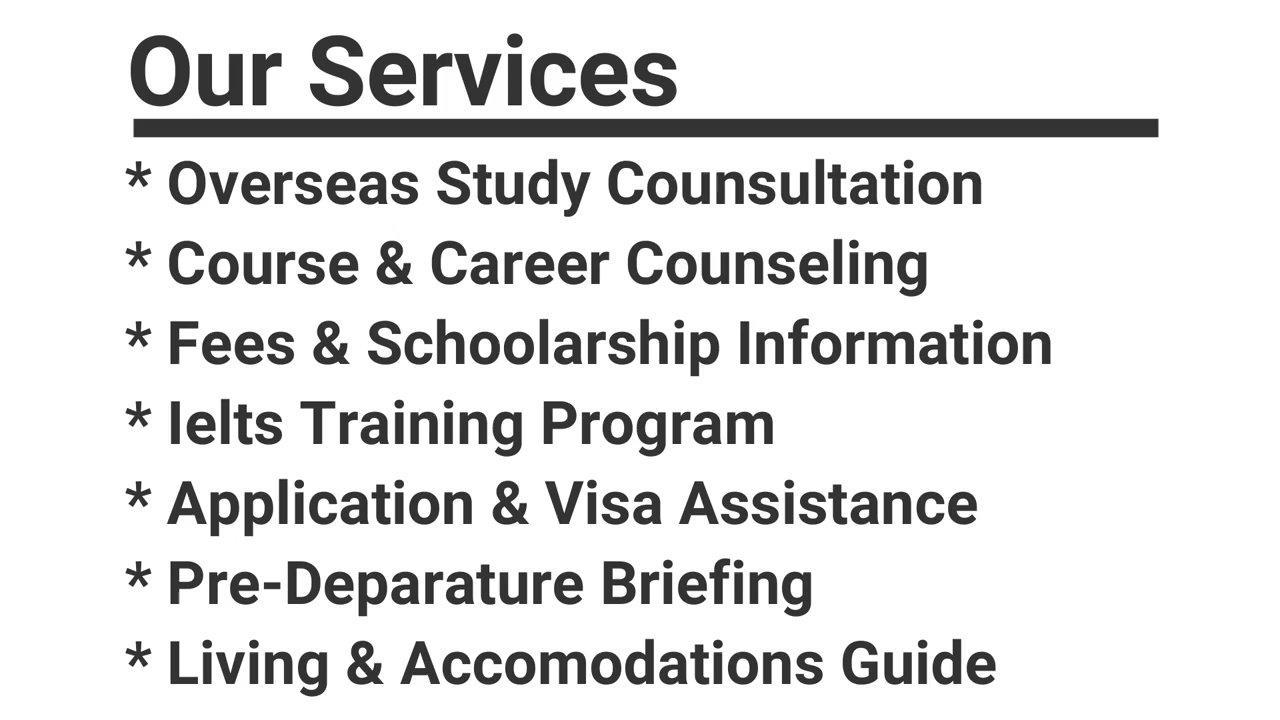 Our Services
* Overseas Study Counsultation
* Course & Career Counseling
* Fees & Schoolarship Information
* Ielts Training Program
* Application & Visa Assistance
* Pre-Deparature Briefing
* Living & Accomodations Guide